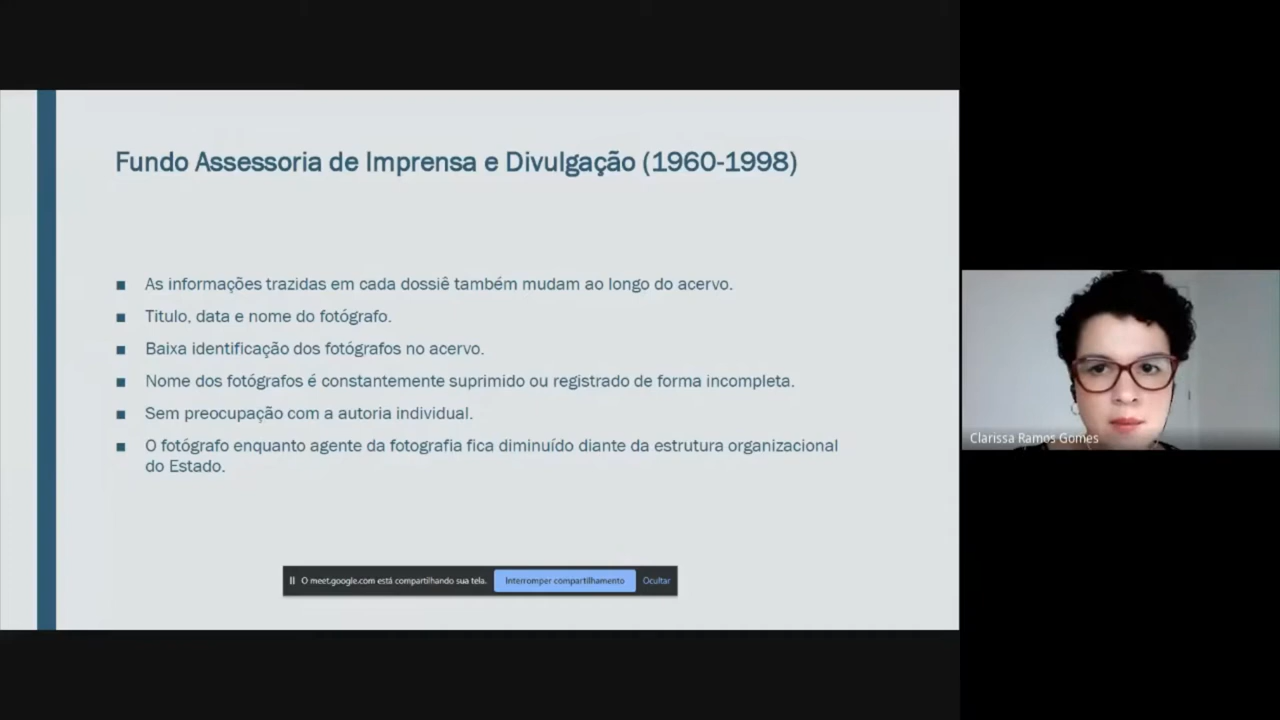 Fundo Assessoria de Imprensa e Divulgação (1960-1998)
■ As informações trazidas em cada dossiê também mudam ao longo do acervo.
■ Titulo, data e nome do fotógrafo.
■ Baixa identificação dos fotógrafos no acervo.
■ Nome dos fotógrafos é constantemente suprimido ou registrado de forma incompleta.
■ Sem preocupação com a autoria individual.
■ O fotógrafo enquanto agente da fotografia fica diminuído diante da estrutura organizacional
do Estado.
O meet.google.com está compartilhando sua tela. Interromper compartilhamento Ocultar
Clarissa Ramos Gomes